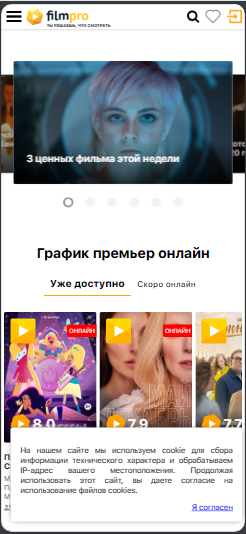 filmpro
ТЫ РЕШАЕШЬ, ЧТО СМОТРЕТЬ
3 ценных фильма этой недели
График премьер онлайн
Уже доступно Скоро онлайн
ОНЛАЙН ОНЛАЙН
8.0 7.9 7.7
На нашем сайте мы используем cookie для сбора
информации технического характера и обрабатываем
IP-адрес вашего местоположения. Продолжая
использовать этот сайт, вы даете согласие на
использование файлов cookies.
Я согласен